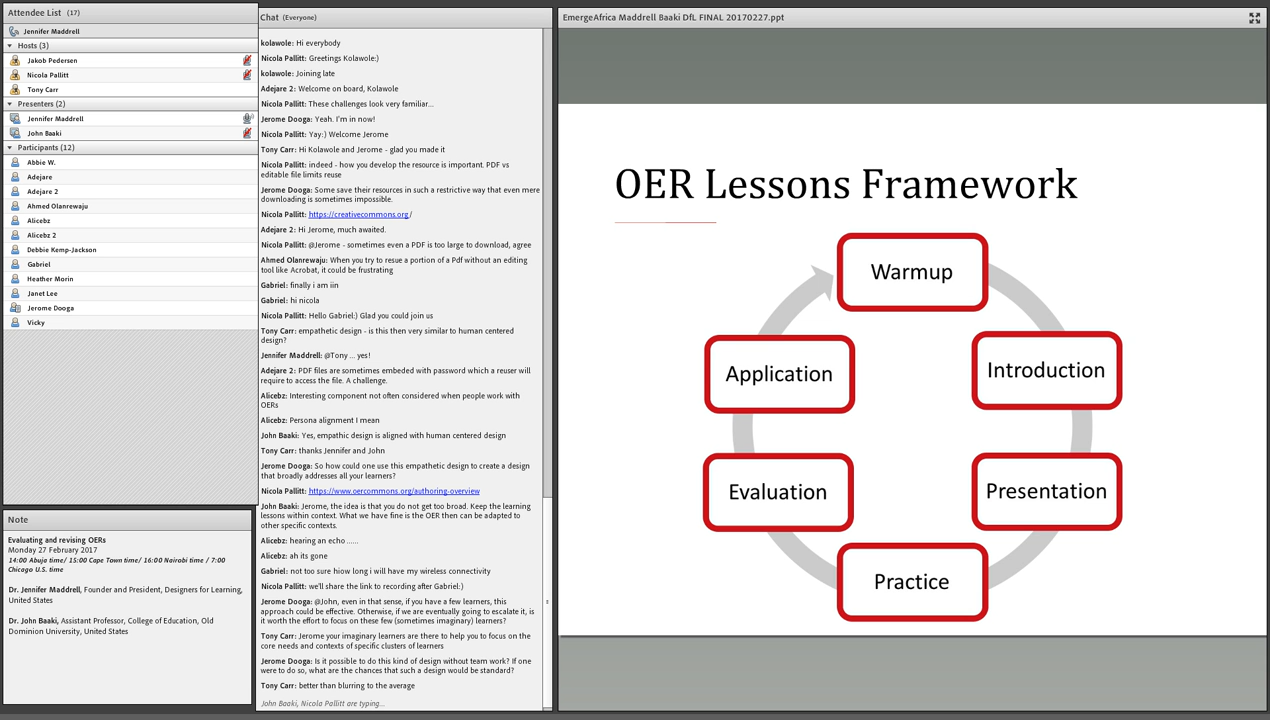 Attendee List (17)
Jennifer Maddrell
Hosts (3)
Jakob Pedersen
Nicola Pallitt
Tony Carr
Presenters (2)
Jennifer Maddrell
John Baaki
Participants (12)
Abbie W.
Adejare
Adejare 2
Ahmed Olanrewaju
Alicebz
Alicebz 2
Debbie Kemp-Jackson
Gabriel
Heather Morin
Janet Lee
Jerome Dooga
Vicky
Note
Evaluating and revising OERs
Monday 27 February 2017
14:00 Abuja time/ 15:00 Cape Town time/ 16:00 Nairobi time / 7:00
Chicago U.S. time
Dr. Jennifer Maddrell, Founder and President, Designers for Learning,
United States
Dr. John Baaki, Assistant Professor, College of Education, Old
Dominion University, United States
Chat (Everyone)
kolawole: Hi everybody
Nicola Pallitt: Greetings Kolawole:)
kolawole: Joining late
Adejare 2: Welcome on board, Kolawole
Nicola Pallitt: These challenges look very familiar...
Jerome Dooga: Yeah. I'm in now!
Nicola Pallitt: Yay:) Welcome Jerome
Tony Carr: Hi Kolawole and Jerome - glad you made it
Nicola Pallitt: indeed - how you develop the resource is important. PDF vs
editable file limits reuse
Jerome Dooga: Some save their resources in such a restrictive way that even mere
downloading is sometimes impossible.
Nicola Pallitt: https://creativecommons.org/
Adejare 2: Hi Jerome, much awaited.
Nicola Pallitt: @Jerome - sometimes even a PDF is too large to download, agree
Ahmed Olanrewaju: When you try to resue a portion of a Pdf without an editing
tool like Acrobat, it could be frustrating
Gabriel: finally i am iin
Gabriel: hi nicola
Nicola Pallitt: Hello Gabriel:) Glad you could join us
Tony Carr: empathetic design - is this then very similar to human centered
design?
Jennifer Maddrell: @Tony ... yes!
Adejare 2: PDF files are sometimes embeded with password which a reuser will
require to access the file. A challenge.
Alicebz: Interesting component not often considered when people work with
OERs
Alicebz: Persona alignment I mean
John Baaki: Yes, empathic design is aligned with human centered design
Tony Carr: thanks Jennifer and John
Jerome Dooga: So how could one use this empathetic design to create a design
that broadly addresses all your learners?
Nicola Pallitt: https://www.oercommons.org/authoring-overview
John Baaki: Jerome, the idea is that you do not get too broad. Keep the learning
lessons within context. What we have fine is the OER then can be adapted to
other specific contexts.
Alicebz: hearing an echo ......
Alicebz: ah its gone
Gabriel: not too sure hiow long i will have my wireless connectivity
Nicola Pallitt: we'll share the link to recording after Gabriel:)
Jerome Dooga: @John, even in that sense, if you have a few learners, this
approach could be effective. Otherwise, if we are eventually going to escalate it, is
it worth the effort to focus on these few (sometimes imaginary) learners?
Tony Carr: Jerome your imaginary learners are there to help you to focus on the
core needs and contexts of specific clusters of learners
Jerome Dooga: Is it possible to do this kind of design without team work? If one
were to do so, what are the chances that such a design would be standard?
Tony Carr: better than blurring to the average
John Baaki, Nicola Pallitt are typing...
EmergeAfrica Maddrell Baaki DfL FINAL 20170227.ppt
OER Lessons Framework
Warmup
Introduction
Presentation
Practice
Evaluation
Application